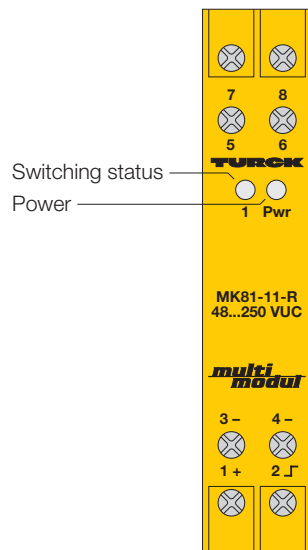 7 8
5 6
TURCK
Switching status
Power
1 Pwr
MK81-11-R
48...250 VUC
multi
modul
3 – 4 –
1 + 2 ⎍